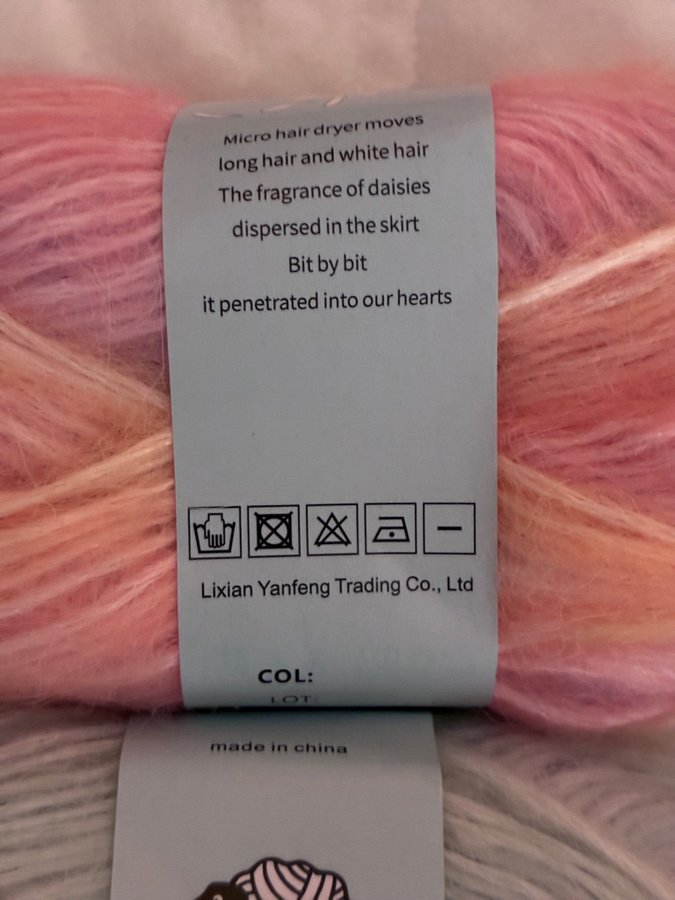 Micro hair dryer moves
long hair and white hair
The fragrance of daisies
dispersed in the skirt
Bit by bit
it penetrated into our hearts
Lixian Yanfeng Trading Co., Ltd
COL:
LOT:
made in china